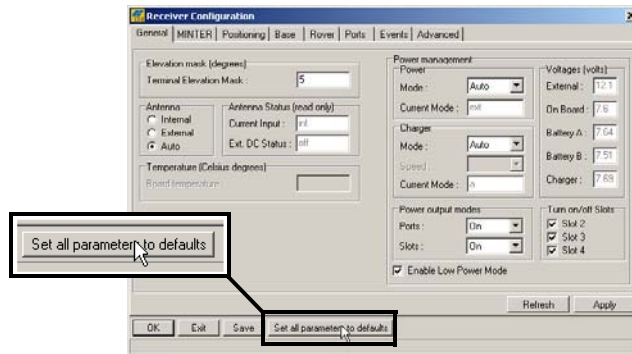 Receiver Configuration
General MINTER Positioning Base Rover Ports Events Advanced
Elevation mask (degrees)
Terminal Elevation Mask : 5
Antenna
Internal
External
Auto
Antenna Status (read only)
Current Input : int
Ext. DC Status : off
Temperature (Celsius degrees)
Board temperature
Power management
Power
Mode : Auto
Current Mode : ext
Charger
Mode : Auto
Speed
Current Mode : a
Voltages (volts)
External : 12.1
On Board : 7.6
Battery A : 7.64
Battery B : 7.51
Charger : 7.69
Power output modes
Ports : On
Slots : On
Turn on/off Slots
Slot 2
Slot 3
Slot 4
Enable Low Power Mode
Set all parameters to defaults
Refresh Apply
OK Exit Save Set all parameters to defaults